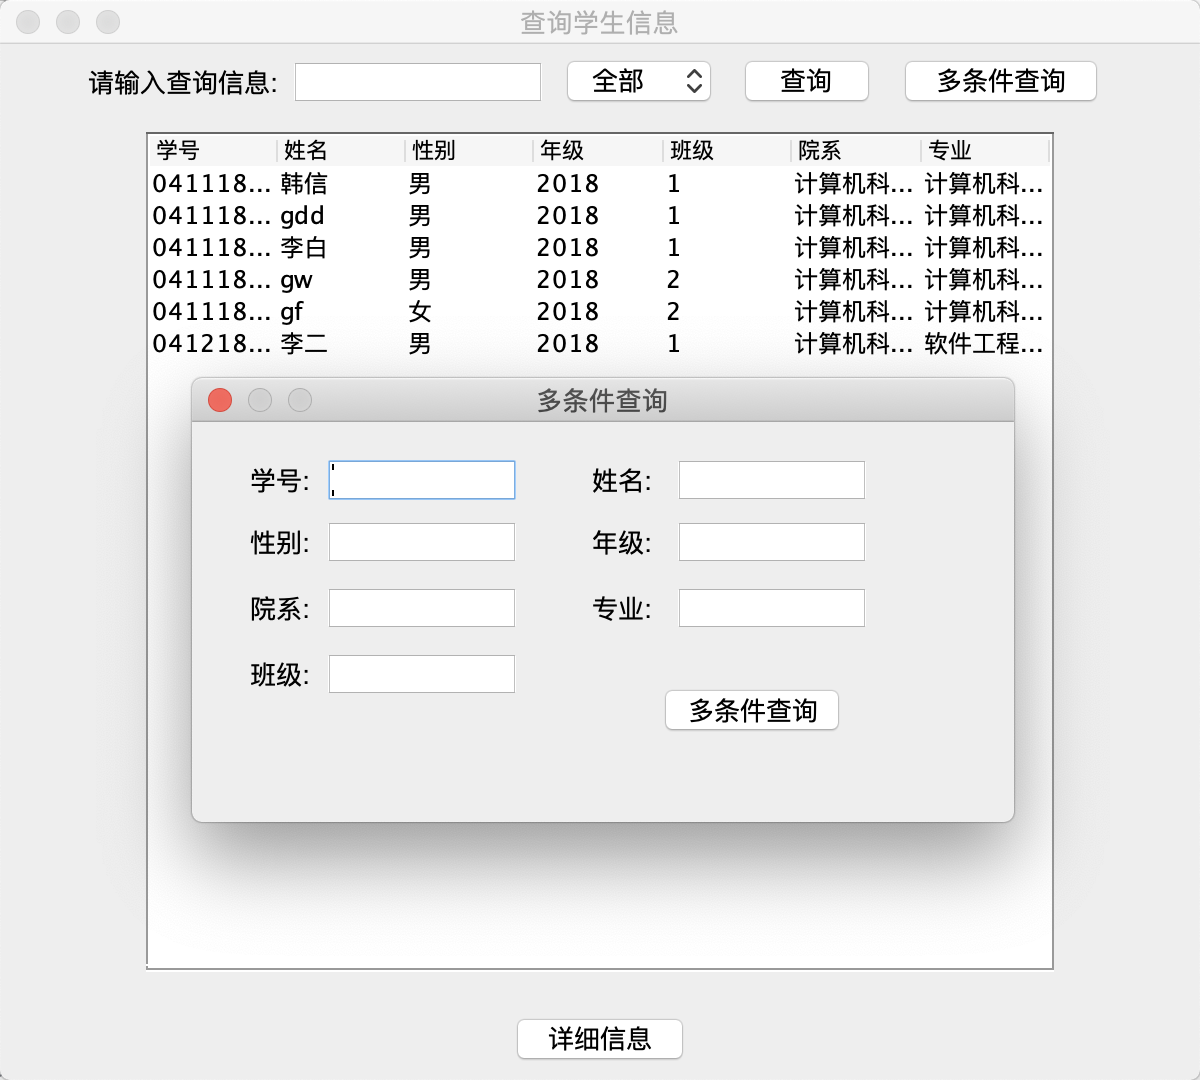 查询学生信息
请输入查询信息: 全部 查询 多条件查询
学号 姓名 性别 年级 班级 院系 专业
041118... 韩信 男 2018 1 计算机科... 计算机科...
041118... gdd 男 2018 1 计算机科... 计算机科...
041118... 李白 男 2018 1 计算机科... 计算机科...
041118... gw 男 2018 2 计算机科... 计算机科...
041118... gf 女 2018 2 计算机科... 计算机科...
041218... 李二 男 2018 1 计算机科... 软件工程...
多条件查询
学号: 姓名:
性别: 年级:
院系: 专业:
班级:
多条件查询
详细信息